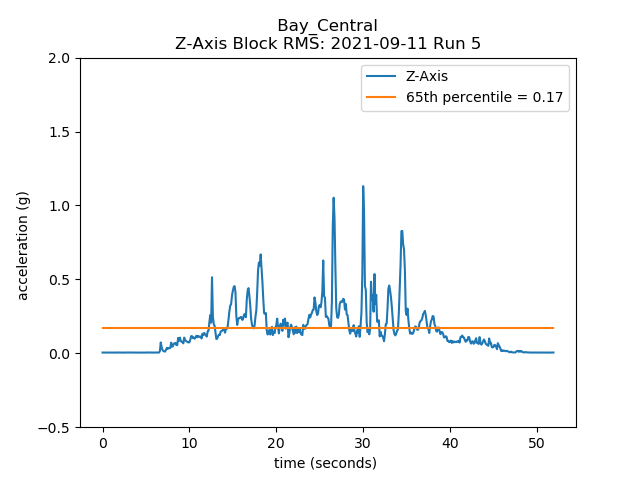 Bay_Central
Z-Axis Block RMS: 2021-09-11 Run 5
2.0
Z-Axis
65th percentile = 0.17
1.5
1.0
0.5
0.0
−0.5
acceleration (g)
0 10 20 30 40 50
time (seconds)